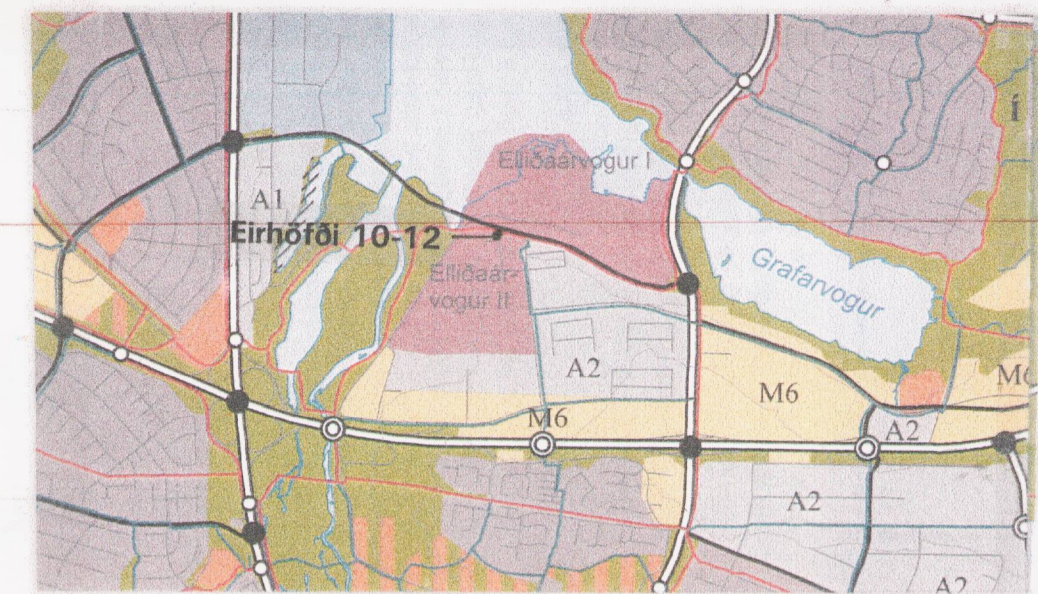 Í
Elliðaárvogur I
A1
Eirhöfði 10-12
Elliðaár-
vogur II
Grafarvogur
A2
M6
M6
M6
A2
A2
A2